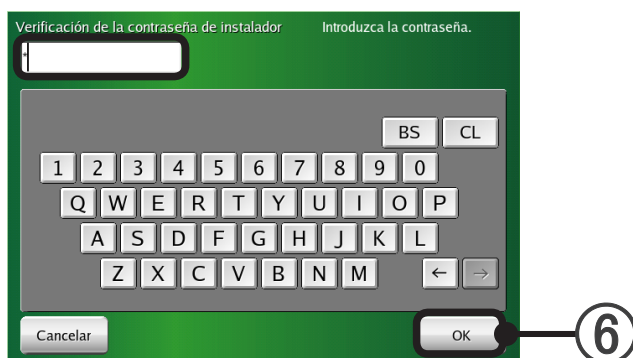 Verificación de la contraseña de instalador Introduzca la contraseña.
*
BS CL
1 2 3 4 5 6 7 8 9 0
Q W E R T Y U I O P
A S D F G H J K L
Z X C V B N M ← →
Cancelar OK 6